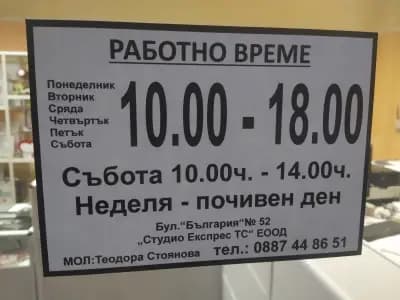 РАБОТНО ВРЕМЕ
Понеделник
Вторник
Сряда
Четвъртък
Петък
Събота
10.00 - 18.00
Събота 10.00ч. - 14.00ч.
Неделя - почивен ден
Бул.“България“№ 52
„Студио Експрес ТС“ ЕООД
МОЛ:Теодора Стоянова
тел.: 0887 44 86 51